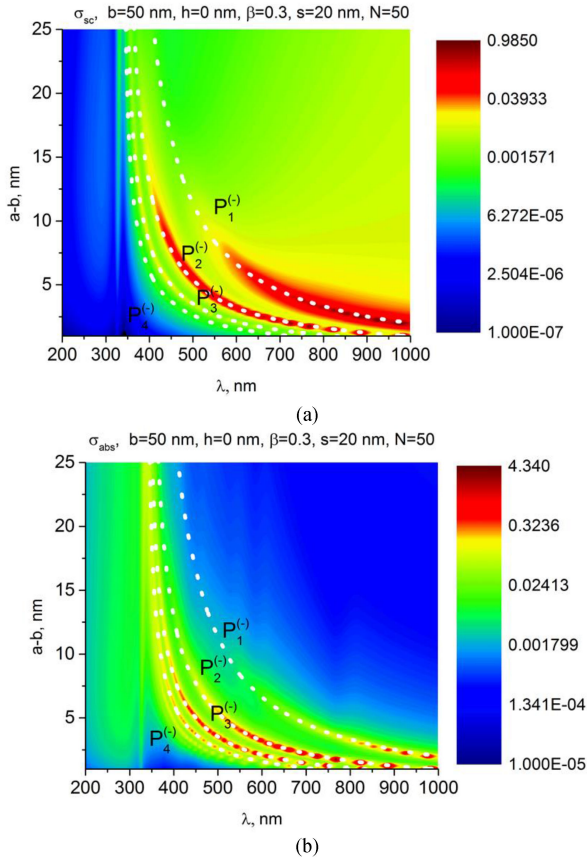 σsc, b=50 nm, h=0 nm, β=0.3, s=20 nm, N=50
25
20
15
10
5
a-b, nm
P1(-)
P2(-)
P3(-)
P4(-)
200 300 400 500 600 700 800 900 1000
λ, nm
0.9850
0.03933
0.001571
6.272E-05
2.504E-06
1.000E-07
(a)
σabs, b=50 nm, h=0 nm, β=0.3, s=20 nm, N=50
25
20
15
10
5
a-b, nm
P1(-)
P2(-)
P3(-)
P4(-)
200 300 400 500 600 700 800 900 1000
λ, nm
4.340
0.3236
0.02413
0.001799
1.341E-04
1.000E-05
(b)